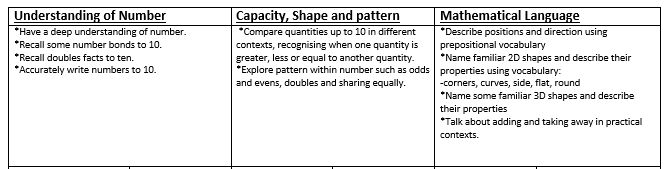 Understanding of Number
*Have a deep understanding of number.
*Recall some number bonds to 10.
*Recall doubles facts to ten.
*Accurately write numbers to 10.
Capacity, Shape and pattern
*Compare quantities up to 10 in different
contexts, recognising when one quantity is
greater, less or equal to another quantity.
*Explore pattern within number such as odds
and evens, doubles and sharing equally.
Mathematical Language
*Describe positions and direction using
prepositional vocabulary
*Name familiar 2D shapes and describe their
properties using vocabulary:
-corners, curves, side, flat, round
*Name some familiar 3D shapes and describe
their properties
*Talk about adding and taking away in practical
contexts.